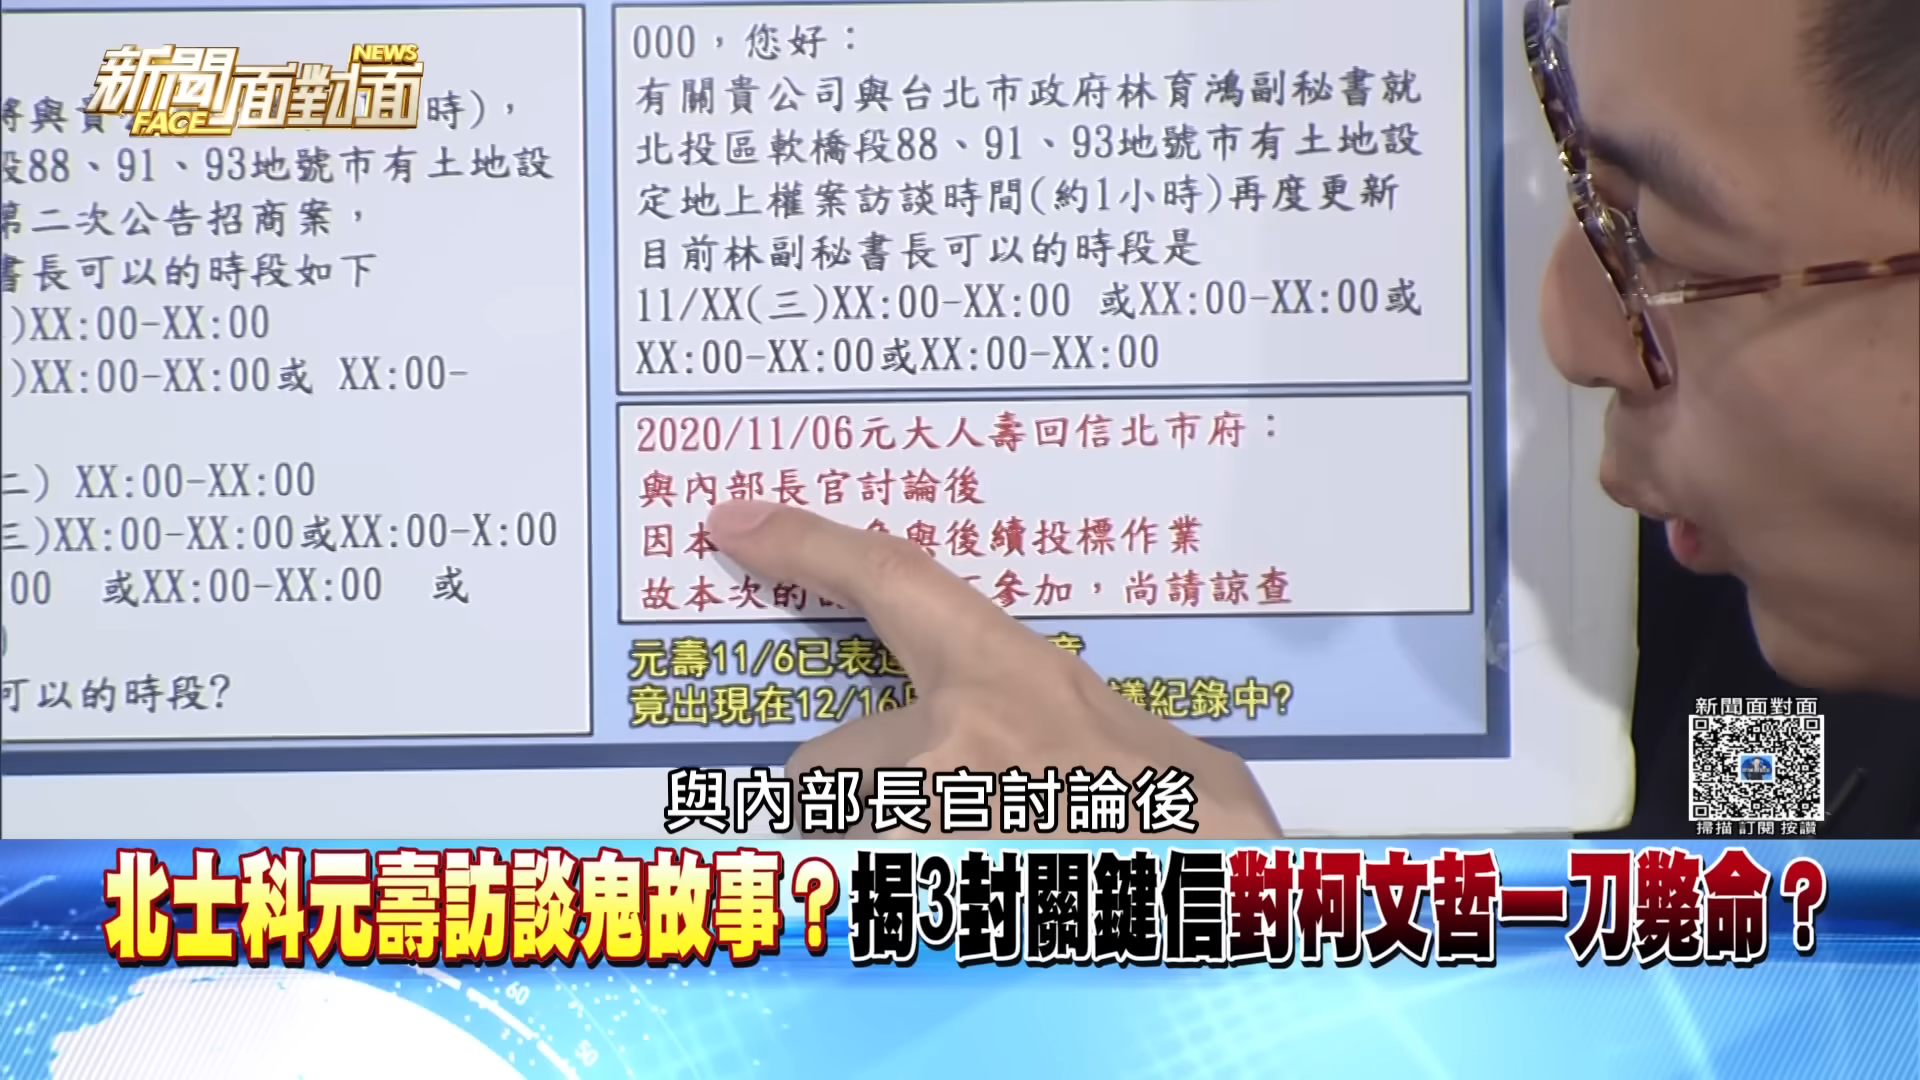 新聞面對面
NEWS
FACE
時),
段88、91、93地號市有土地設
第二次公告招商案,
書長可以的時段如下
)XX:00-XX:00
)XX:00-XX:00或 XX:00-
二) XX:00-XX:00
三)XX:00-XX:00或XX:00-X:00
00 或XX:00-XX:00 或
可以的時段?
000,您好:
有關貴公司與台北市政府林育鴻副秘書就
北投區軟橋段88、91、93地號市有土地設
定地上權案訪談時間(約1小時)再度更新
目前林副秘書長可以的時段是
11/XX(三)XX:00-XX:00 或XX:00-XX:00或
XX:00-XX:00或XX:00-XX:00
2020/11/06元大人壽回信北市府:
與內部長官討論後
因本 參與後續投標作業
故本次的 參加,尚請諒查
元壽11/6已表達 意
竟出現在12/16 議紀錄中?
新聞面對面
掃描 訂閱 按讚
與內部長官討論後
北士科元壽訪談鬼故事?揭3封關鍵信對柯文哲一刀斃命?